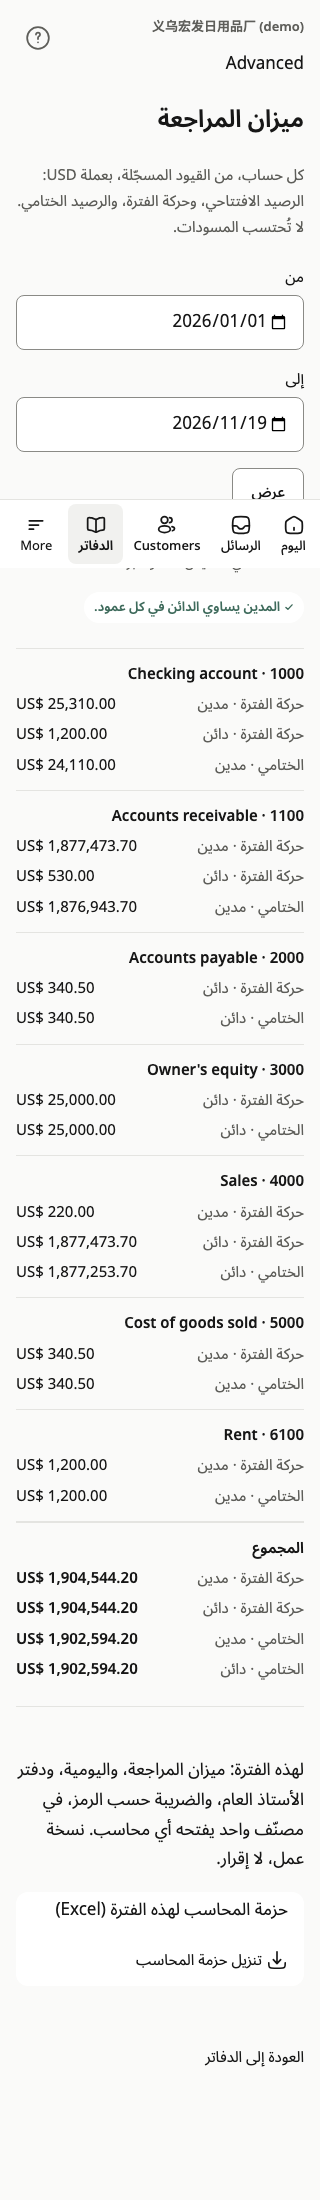 义乌宏发日用品厂 (demo)
Advanced
ميزان المراجعة
كل حساب، من القيود المسجّلة، بعملة USD:
الرصيد الافتتاحي، وحركة الفترة، والرصيد الختامي.
لا تُحتسب المسودات.
من
2026/01/01
إلى
2026/11/19
عرض
اليوم
الرسائل
Customers
الدفاتر
More
✓ المدين يساوي الدائن في كل عمود.
1000 · Checking account
حركة الفترة · مدين US$ 25,310.00
حركة الفترة · دائن US$ 1,200.00
الختامي · مدين US$ 24,110.00
1100 · Accounts receivable
حركة الفترة · مدين US$ 1,877,473.70
حركة الفترة · دائن US$ 530.00
الختامي · مدين US$ 1,876,943.70
2000 · Accounts payable
حركة الفترة · دائن US$ 340.50
الختامي · دائن US$ 340.50
3000 · Owner's equity
حركة الفترة · دائن US$ 25,000.00
الختامي · دائن US$ 25,000.00
4000 · Sales
حركة الفترة · مدين US$ 220.00
حركة الفترة · دائن US$ 1,877,473.70
الختامي · دائن US$ 1,877,253.70
5000 · Cost of goods sold
حركة الفترة · مدين US$ 340.50
الختامي · مدين US$ 340.50
6100 · Rent
حركة الفترة · مدين US$ 1,200.00
الختامي · مدين US$ 1,200.00
المجموع
حركة الفترة · مدين US$ 1,904,544.20
حركة الفترة · دائن US$ 1,904,544.20
الختامي · مدين US$ 1,902,594.20
الختامي · دائن US$ 1,902,594.20
لهذه الفترة: ميزان المراجعة، واليومية، ودفتر
الأستاذ العام، والضريبة حسب الرمز، في
مصنّف واحد يفتحه أي محاسب. نسخة
عمل، لا إقرار.
حزمة المحاسب لهذه الفترة (Excel)
تنزيل حزمة المحاسب
العودة إلى الدفاتر